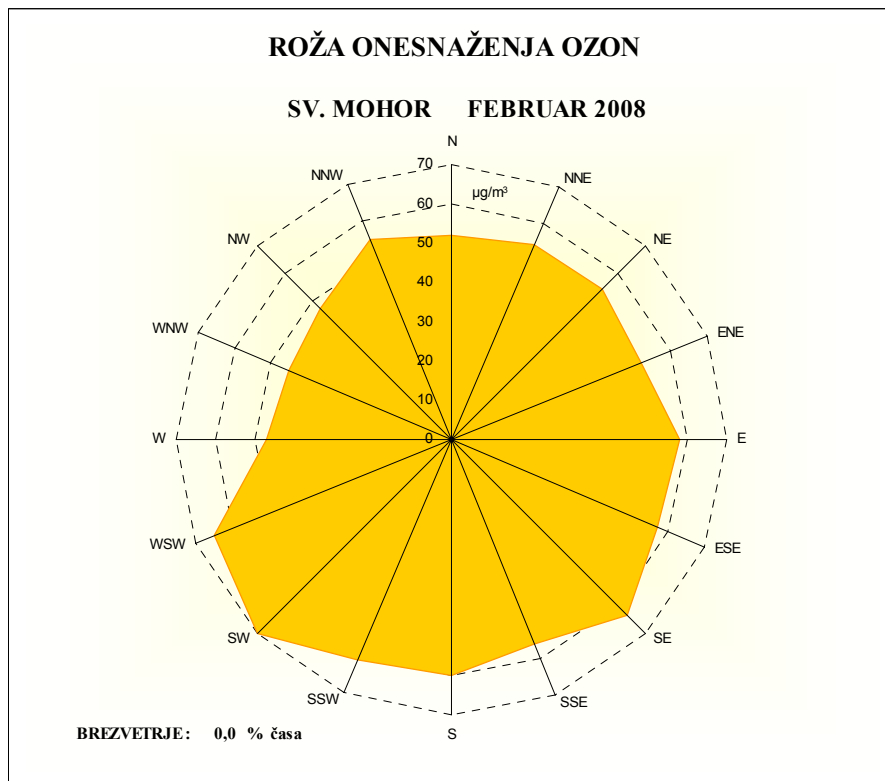 ROŽA ONESNAŽENJA OZON
SV. MOHOR FEBRUAR 2008
N
NNW
70
NNE
µg/m³
60
NW
NE
50
40
WNW
30
ENE
20
10
W
0
E
WSW
ESE
SW
SE
SSW
SSE
S
BREZVETRJE: 0,0 % časa